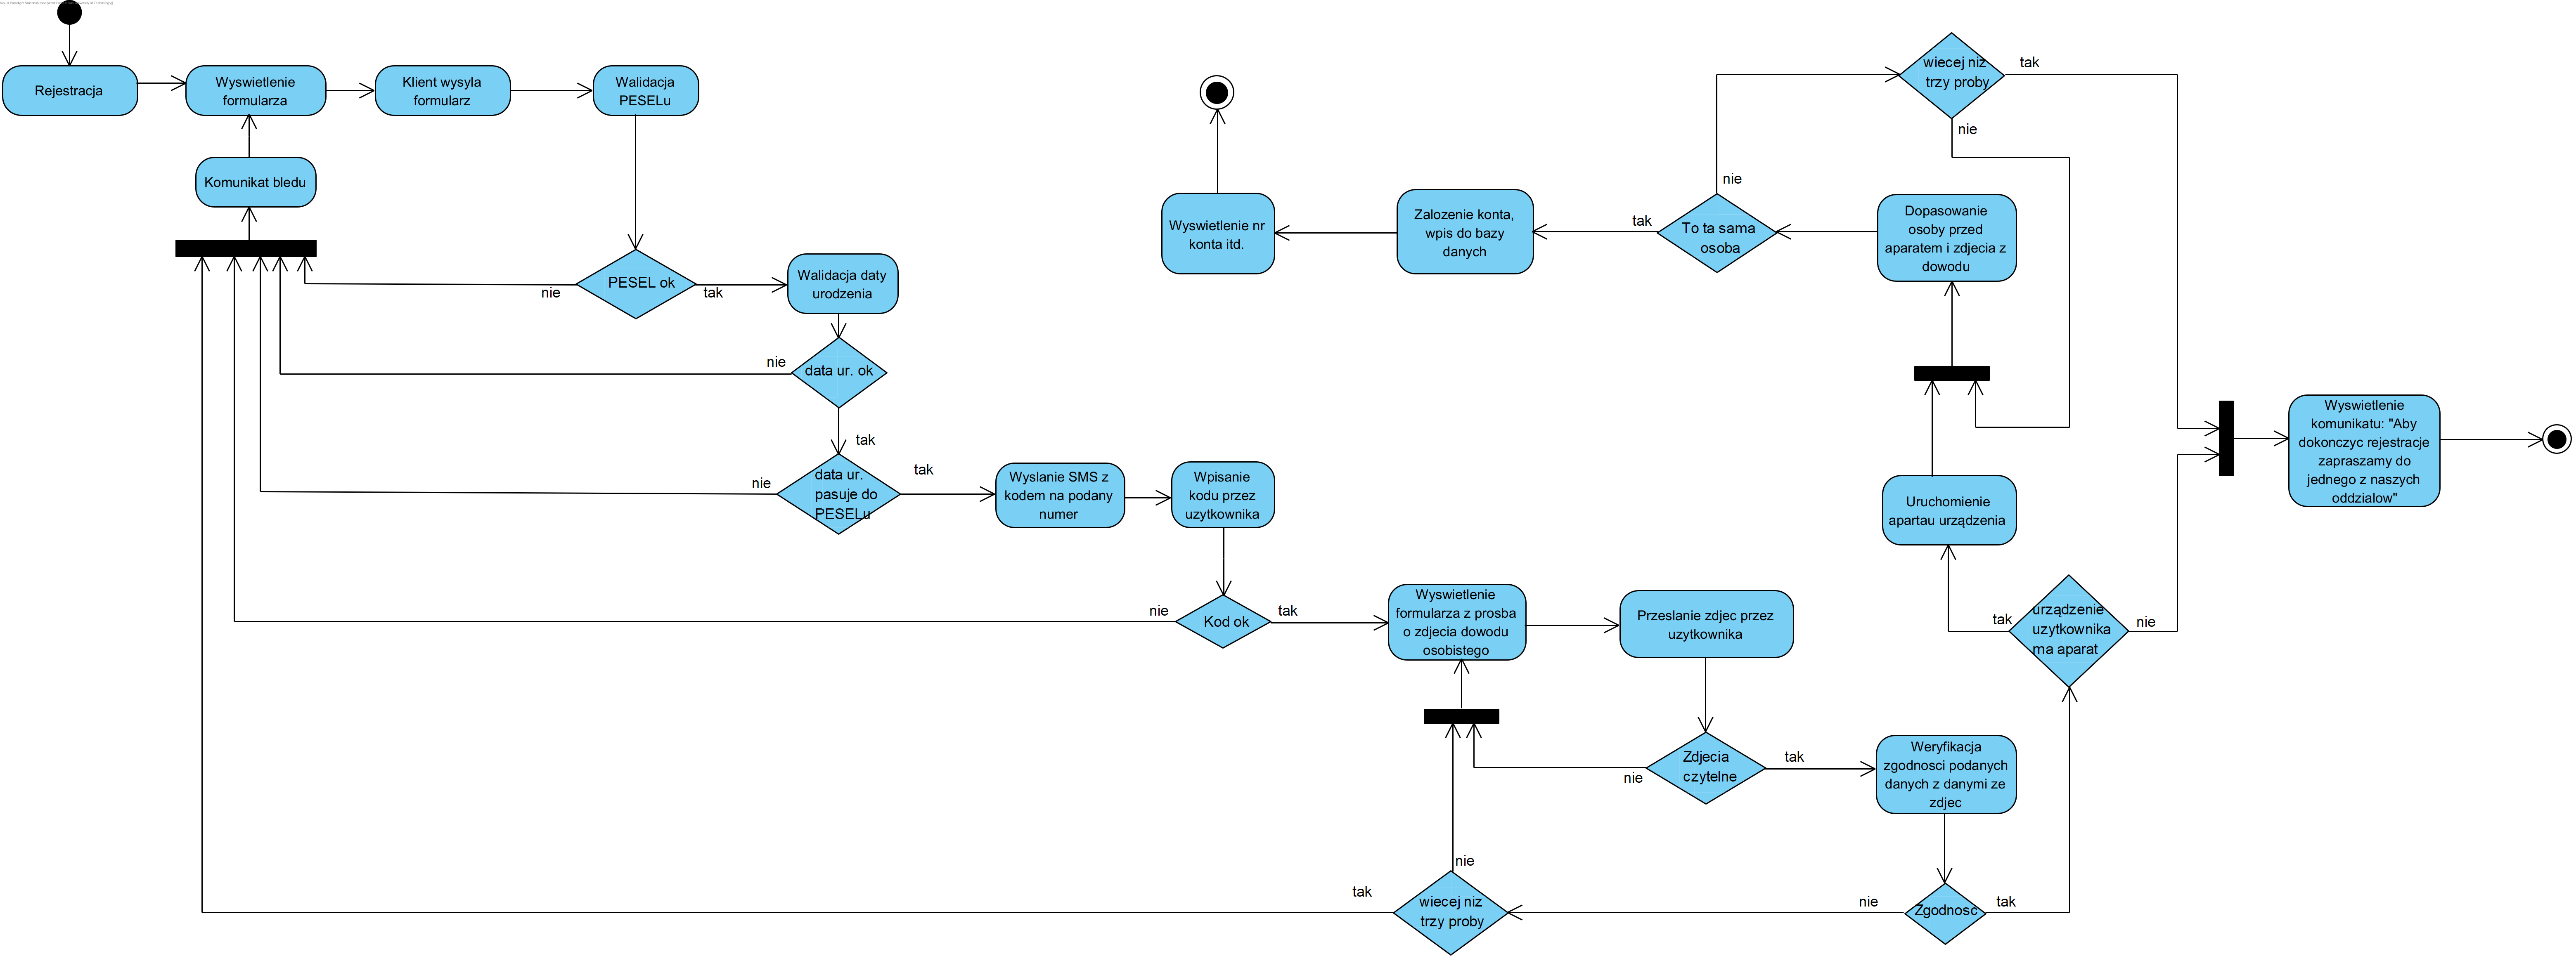 Rejestracja
Wyswietlenie
formularza
Klient wysyla
formularz
Walidacja
PESELu
Komunikat bledu
PESEL ok
nie
tak
Walidacja daty
urodzenia
data ur. ok
nie
tak
data ur.
pasuje do
PESELu
nie
tak
Wyslanie SMS z
kodem na podany
numer
Wpisanie
kodu przez
uzytkownika
Kod ok
nie
tak
Wyswietlenie
formularza z prosba
o zdjecia dowodu
osobistego
Przeslanie zdjec przez
uzytkownika
Zdjecia
czytelne
nie
tak
Weryfikacja
zgodnosci podanych
danych z danymi ze
zdjec
Zgodnosc
nie
tak
wiecej niz
trzy proby
nie
tak
urządzenie
uzytkownika
ma aparat
tak
nie
Uruchomienie
apartau urządzenia
Dopasowanie
osoby przed
aparatem i zdjecia z
dowodu
To ta sama
osoba
nie
tak
wiecej niz
trzy proby
tak
nie
Zalozenie konta,
wpis do bazy
danych
Wyswietlenie nr
konta itd.
Wyswietlenie
komunikatu: "Aby
dokonczyc rejestracje
zapraszamy do
jednego z naszych
oddzialow"